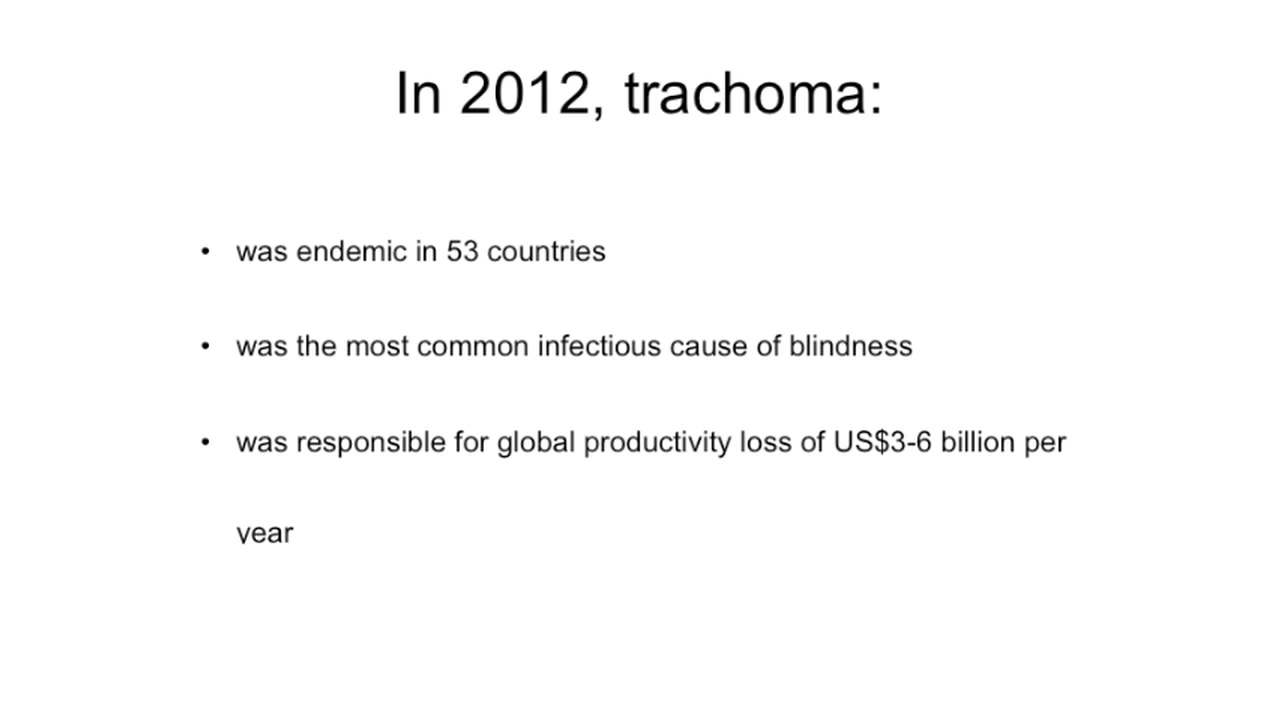 In 2012, trachoma:
• was endemic in 53 countries
• was the most common infectious cause of blindness
• was responsible for global productivity loss of US$3-6 billion per
year